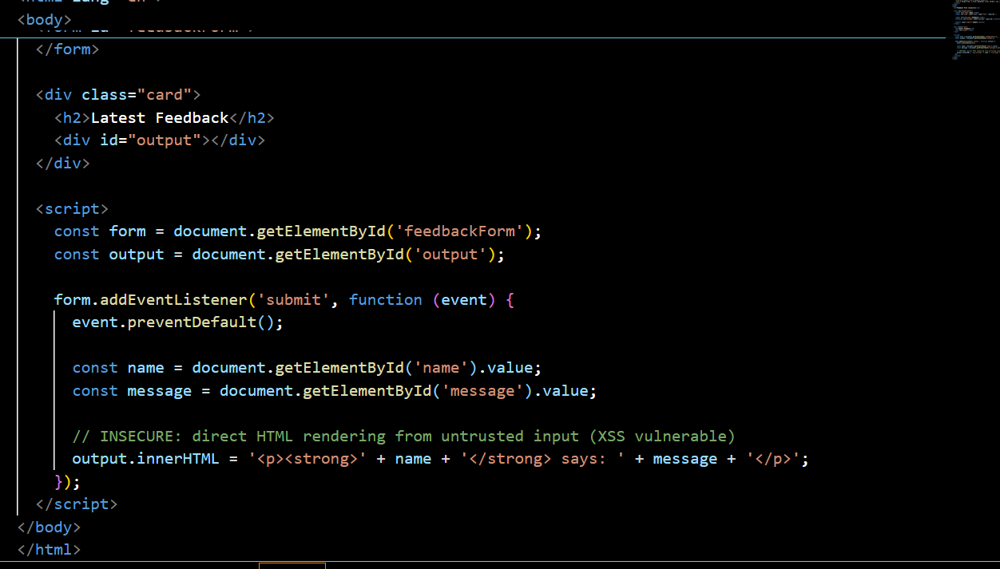 <body>
</form>
<div class="card">
<h2>Latest Feedback</h2>
<div id="output"></div>
</div>
<script>
const form = document.getElementById('feedbackForm');
const output = document.getElementById('output');
form.addEventListener('submit', function (event) {
event.preventDefault();
const name = document.getElementById('name').value;
const message = document.getElementById('message').value;
// INSECURE: direct HTML rendering from untrusted input (XSS vulnerable)
output.innerHTML = '<p><strong>' + name + '</strong> says: ' + message + '</p>';
});
</script>
</body>
</html>